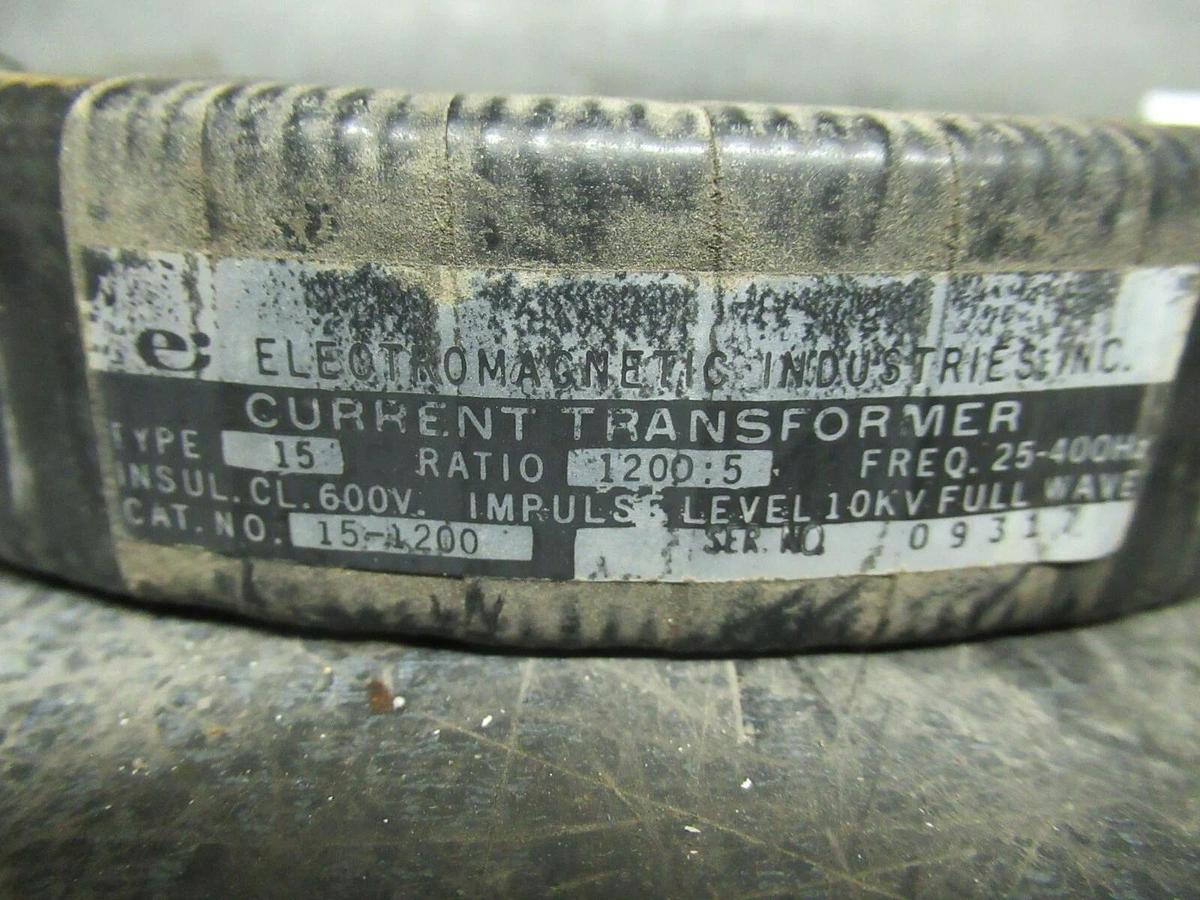 e: ELECTROMAGNETIC INDUSTRIES, INC.
CURRENT TRANSFORMER
TYPE 15 RATIO 1200:5 FREQ. 25-400Hz
INSUL. CL. 600V. IMPULSE LEVEL 10KV FULL WAVE
CAT. NO. 15-1200 SER. NO. 09317